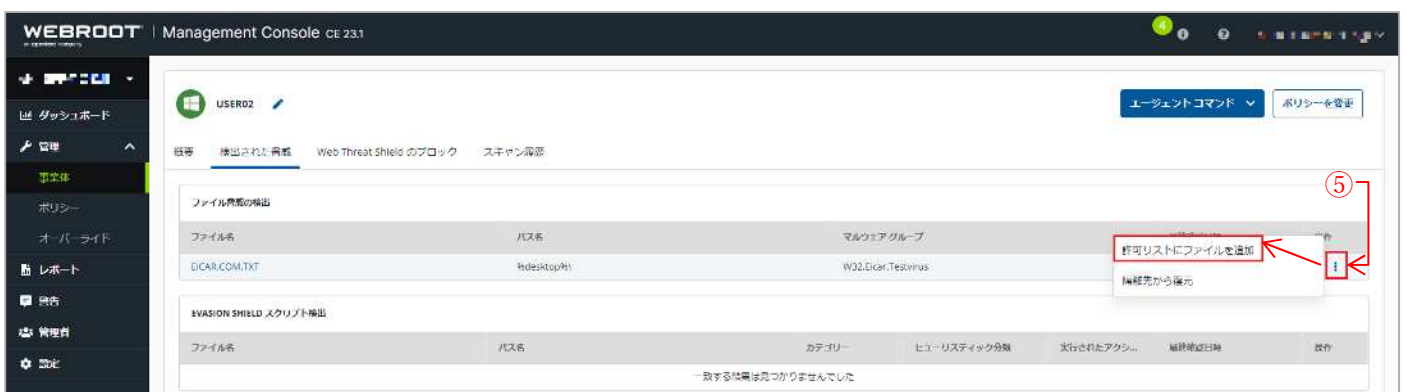 WEBROOT Management Console CE 23.1
4
ダッシュボード
USER02
エージェントコマンド
ポリシーを変更
管理
概要 検出された脅威 Web Threat Shield のブロック スキャン履歴
事業体
⑤
ポリシー
ファイル脅威の検出
オーバーライド
ファイル名 パス名 マルウェア グループ
許可リストにファイルを追加
レポート
EICAR.COM.TXT %desktop%\ W32.Eicar.Testvirus
隔離先から復元
警告
EVASION SHIELD スクリプト検出
管理者
ファイル名 パス名 カテゴリー ヒューリスティック分類 実行されたアクシ... 最終確認日時 操作
設定
一致する結果は見つかりませんでした